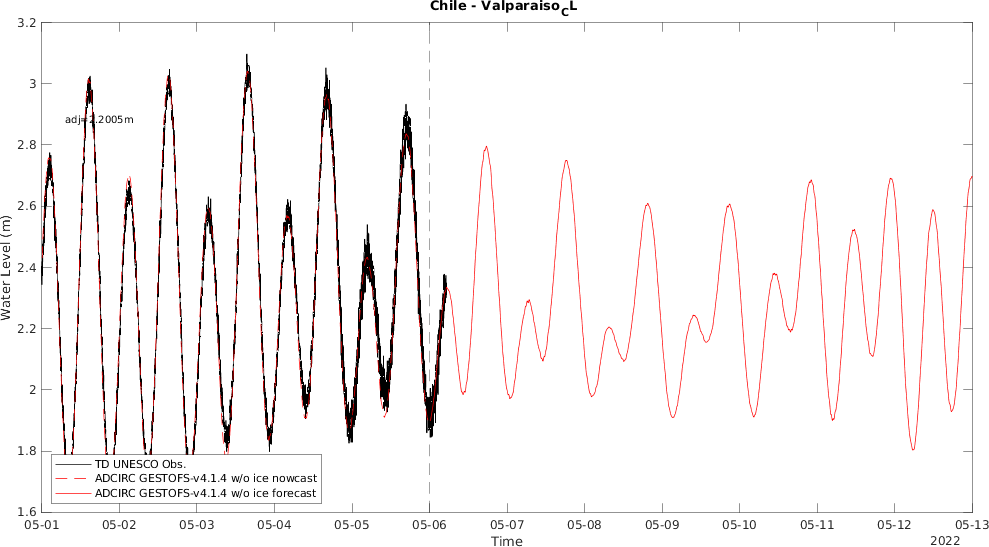 Chile - Valparaiso_CL
3.2
3
2.8
2.6
2.4
2.2
2
1.8
1.6
Water Level (m)
adj=2.2005m
TD UNESCO Obs.
ADCIRC GESTOFS-v4.1.4 w/o ice nowcast
ADCIRC GESTOFS-v4.1.4 w/o ice forecast
05-01 05-02 05-03 05-04 05-05 05-06 05-07 05-08 05-09 05-10 05-11 05-12 05-13
Time
2022